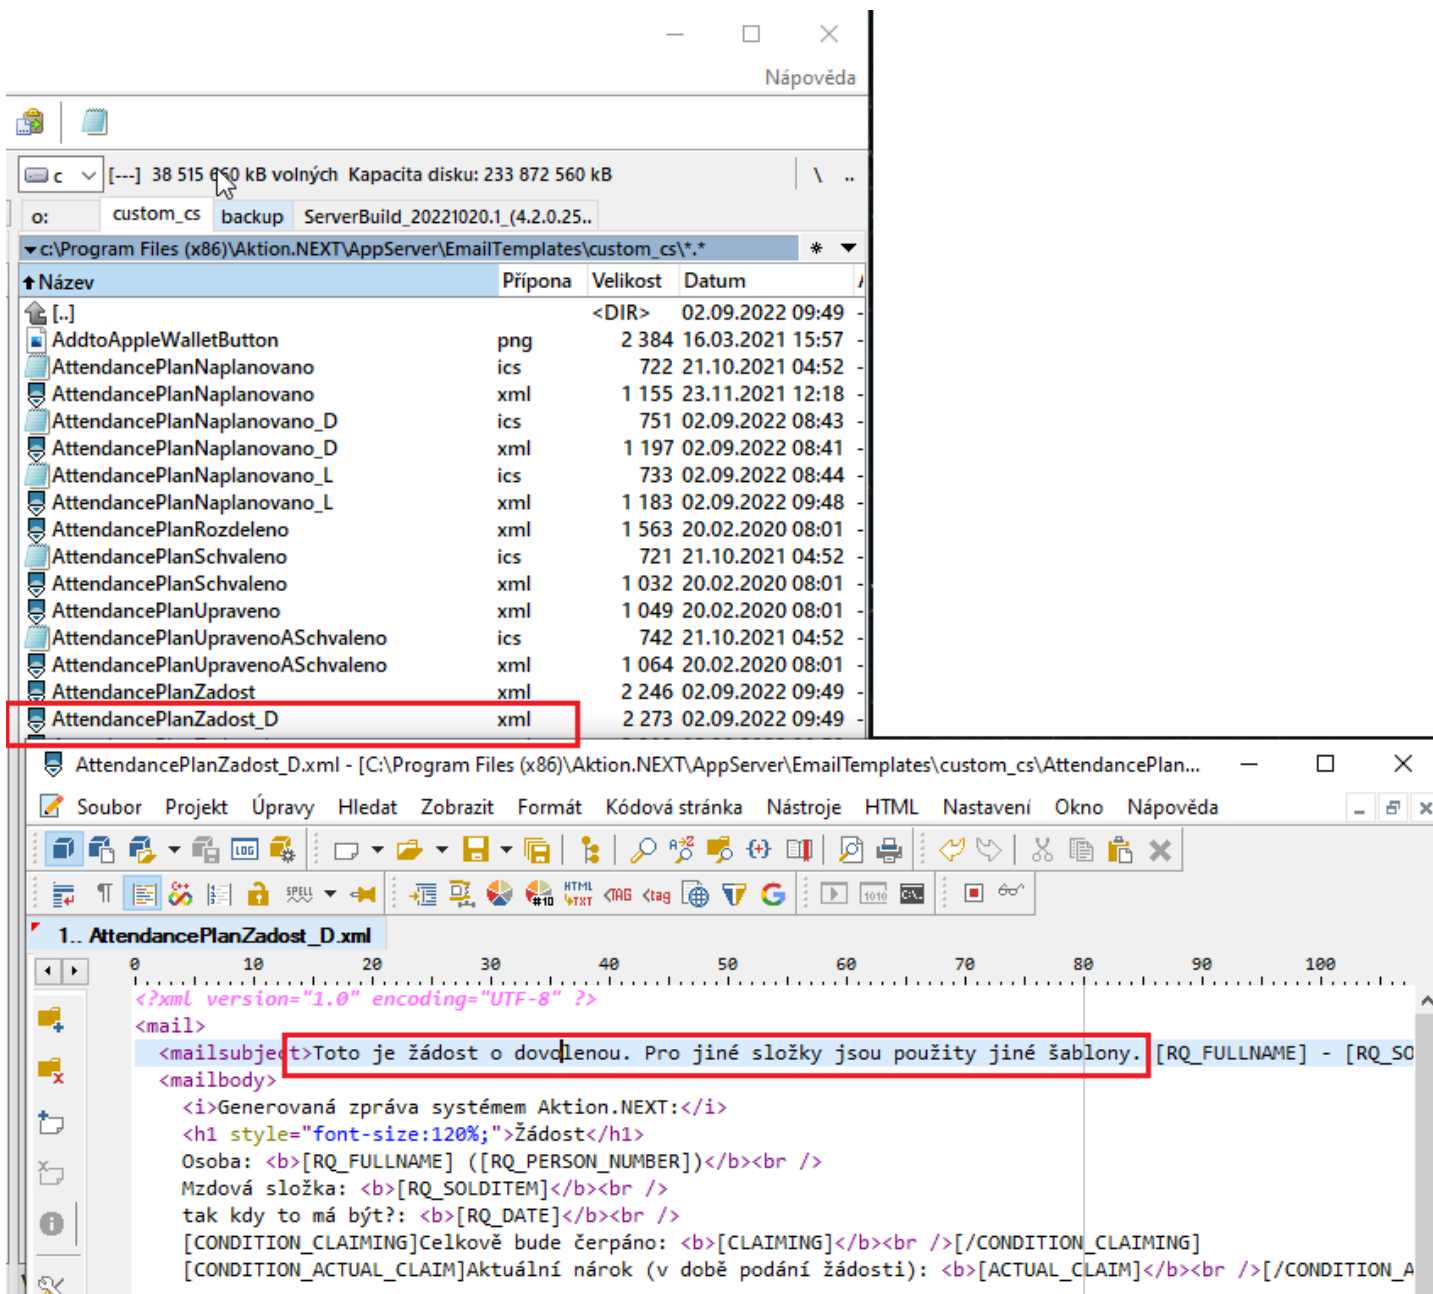 Nápověda
c [---] 38 515 660 kB volných Kapacita disku: 233 872 560 kB \ ..
o: custom_cs backup ServerBuild_20221020.1_(4.2.0.25..
c:\Program Files (x86)\Aktion.NEXT\AppServer\EmailTemplates\custom_cs\*.* *
Název Přípona Velikost Datum
[..] <DIR> 02.09.2022 09:49 -
AddtoAppleWalletButton png 2 384 16.03.2021 15:57 -
AttendancePlanNaplanovano ics 722 21.10.2021 04:52 -
AttendancePlanNaplanovano xml 1 155 23.11.2021 12:18 -
AttendancePlanNaplanovano_D ics 751 02.09.2022 08:43 -
AttendancePlanNaplanovano_D xml 1 197 02.09.2022 08:41 -
AttendancePlanNaplanovano_L ics 733 02.09.2022 08:44 -
AttendancePlanNaplanovano_L xml 1 183 02.09.2022 09:48 -
AttendancePlanRozdeleno xml 1 563 20.02.2020 08:01 -
AttendancePlanSchvaleno ics 721 21.10.2021 04:52 -
AttendancePlanSchvaleno xml 1 032 20.02.2020 08:01 -
AttendancePlanUpraveno xml 1 049 20.02.2020 08:01 -
AttendancePlanUpravenoASchvaleno ics 742 21.10.2021 04:52 -
AttendancePlanUpravenoASchvaleno xml 1 064 20.02.2020 08:01 -
AttendancePlanZadost xml 2 246 02.09.2022 09:49 -
AttendancePlanZadost_D xml 2 273 02.09.2022 09:49 -
AttendancePlanZadost_D.xml - [C:\Program Files (x86)\Aktion.NEXT\AppServer\EmailTemplates\custom_cs\AttendancePlan...
Soubor Projekt Úpravy Hledat Zobrazit Formát Kódová stránka Nástroje HTML Nastavení Okno Nápověda
LOG
SPELL #10 HTML TXT <TAG <tag G 1010 C:\.
1.. AttendancePlanZadost_D.xml
0 10 20 30 40 50 60 70 80 90 100
<?xml version="1.0" encoding="UTF-8" ?>
<mail>
<mailsubject>Toto je žádost o dovolenou. Pro jiné složky jsou použity jiné šablony. [RQ_FULLNAME] - [RQ_SO
<mailbody>
<i>Generovaná zpráva systémem Aktion.NEXT:</i>
<h1 style="font-size:120%;">Žádost</h1>
Osoba: <b>[RQ_FULLNAME] ([RQ_PERSON_NUMBER])</b><br />
Mzdová složka: <b>[RQ_SOLDITEM]</b><br />
tak kdy to má být?: <b>[RQ_DATE]</b><br />
[CONDITION_CLAIMING]Celkově bude čerpáno: <b>[CLAIMING]</b><br />[/CONDITION_CLAIMING]
[CONDITION_ACTUAL_CLAIM]Aktuální nárok (v době podání žádosti): <b>[ACTUAL_CLAIM]</b><br />[/CONDITION_A